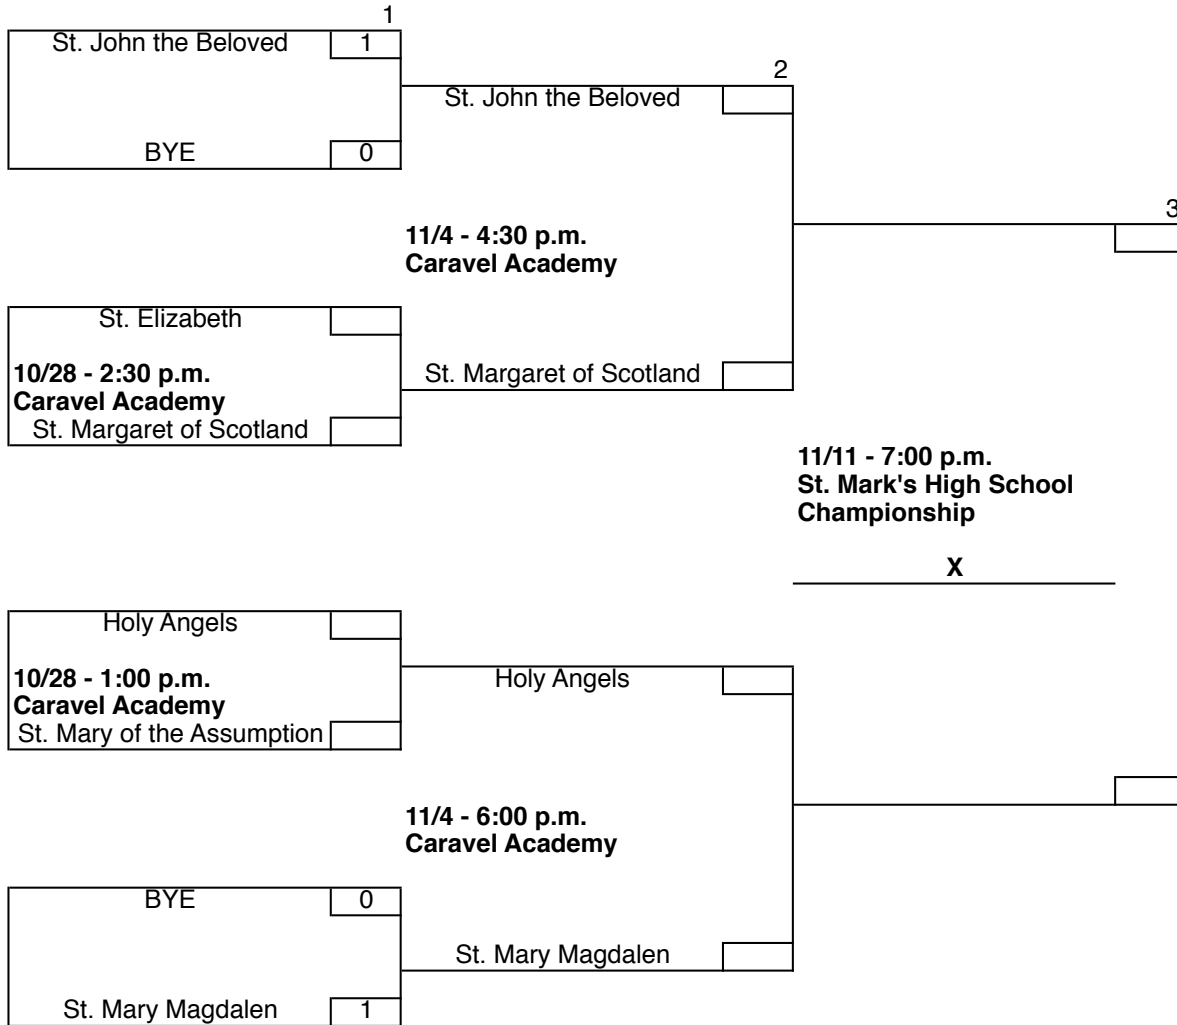 1
St. John the Beloved 1
2
St. John the Beloved
BYE 0
3
11/4 - 4:30 p.m.
Caravel Academy
St. Elizabeth
10/28 - 2:30 p.m.
Caravel Academy
St. Margaret of Scotland
St. Margaret of Scotland
11/11 - 7:00 p.m.
St. Mark's High School
Championship
X
Holy Angels
10/28 - 1:00 p.m.
Caravel Academy
St. Mary of the Assumption
Holy Angels
11/4 - 6:00 p.m.
Caravel Academy
BYE 0
St. Mary Magdalen
St. Mary Magdalen 1